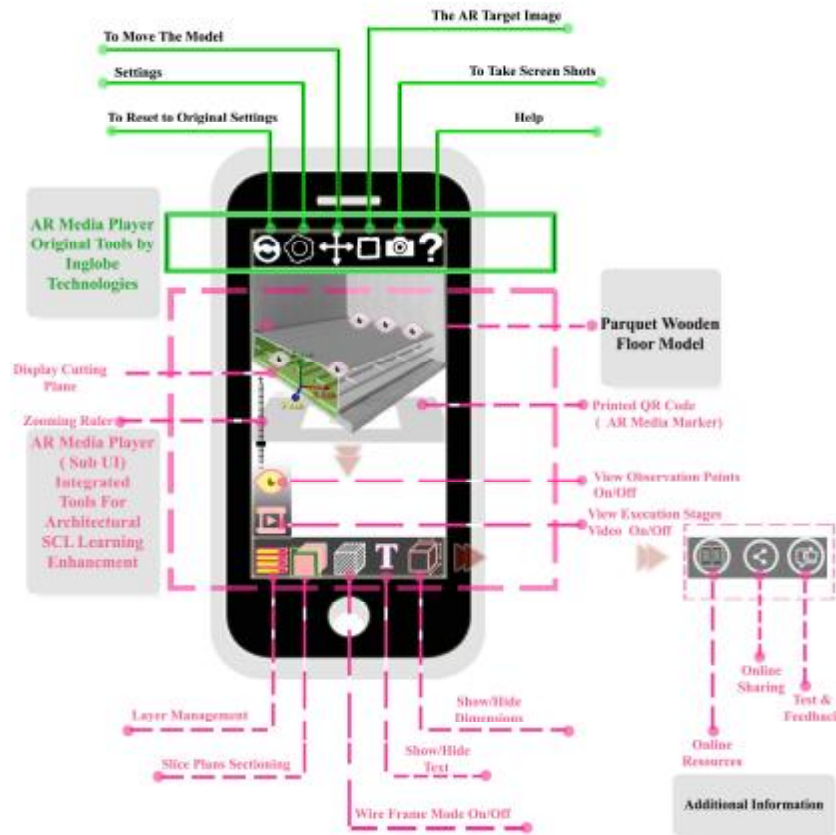 The AR Target Image
To Move The Model
Settings
To Take Screen Shots
To Reset to Original Settings
Help
AR Media Player
Original Tools by
Inglobe
Technologies
?
Parquet Wooden
Floor Model
Display Cutting
Plane
Zooming Ruler
Printed QR Code
( AR Media Marker)
AR Media Player
( Sub UI)
Integrated
Tools For
Architectural
SCL Learning
Enhancment
View Observation Points
On/Off
View Execution Stages
Video On/Off
T
Layer Management
Slice Plans Sectioning
Wire Frame Mode On/Off
Show/Hide
Text
Show/Hide
Dimensions
Online
Resources
Online
Sharing
Test &
Feedbac
Additional Information